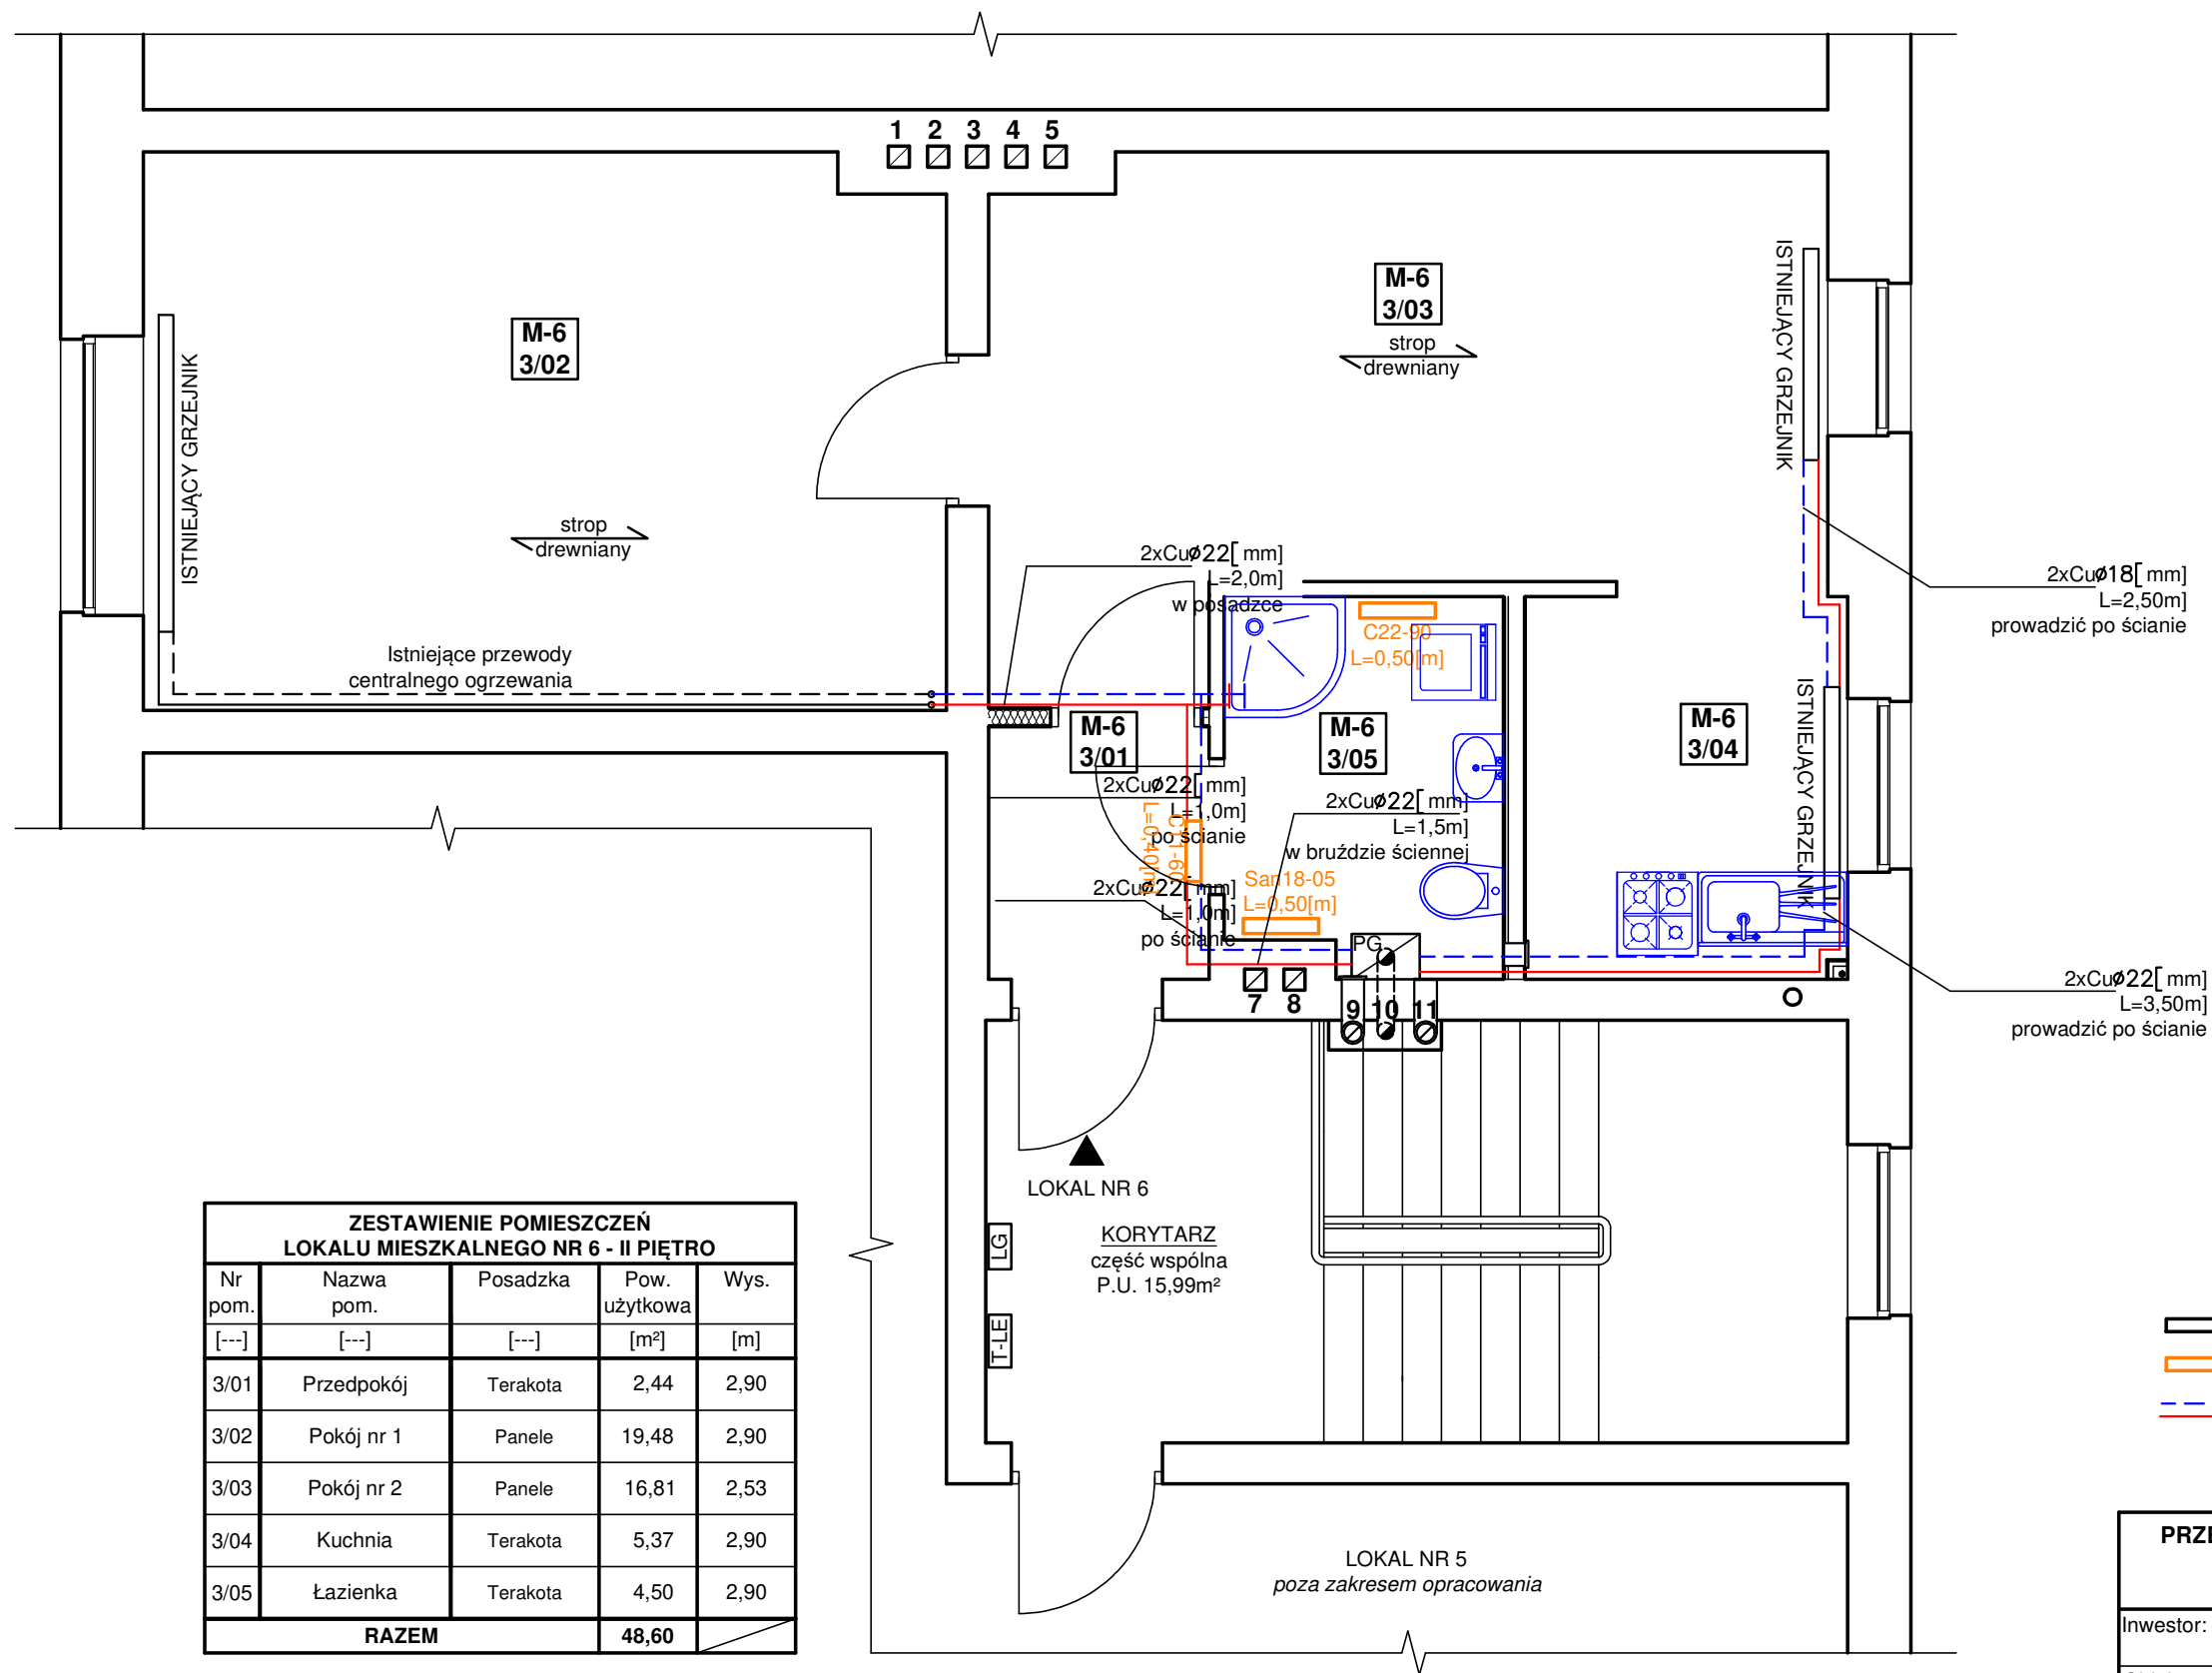 1 2 3 4 5
M-6
3/02
M-6
3/03
strop
drewniany
ISTNIEJĄCY GRZEJNIK
ISTNIEJĄCY GRZEJNIK
strop
drewniany
2xCuø22[mm]
L=2,0m]
w posadzce
2xCuø18[mm]
L=2,50m]
prowadzić po ścianie
C22-90
L=0,50[m]
Istniejące przewody
centralnego ogrzewania
M-6
3/01
M-6
3/05
M-6
3/04
ISTNIEJĄCY GRZEJNIK
2xCuø22[mm]
L=1,0m]
po ścianie
2xCuø22[mm]
L=1,5m]
w bruździe ściennej
C11-60
L=0,40[m]
San18-05
L=0,50[m]
2xCuø22[mm]
L=1,0m]
po ścianie
PG
7 8 9 10 11
2xCuø22[mm]
L=3,50m]
prowadzić po ścianie
LOKAL NR 6
KORYTARZ
część wspólna
P.U. 15,99m²
LG
T-LE
ZESTAWIENIE POMIESZCZEŃ
LOKALU MIESZKALNEGO NR 6 - II PIĘTRO
Nr pom. Nazwa pom. Posadzka Pow. użytkowa Wys.
[---] [---] [---] [m²] [m]
3/01 Przedpokój Terakota 2,44 2,90
3/02 Pokój nr 1 Panele 19,48 2,90
3/03 Pokój nr 2 Panele 16,81 2,53
3/04 Kuchnia Terakota 5,37 2,90
3/05 Łazienka Terakota 4,50 2,90
RAZEM 48,60
LOKAL NR 5
poza zakresem opracowania
PRZE
Inwestor: